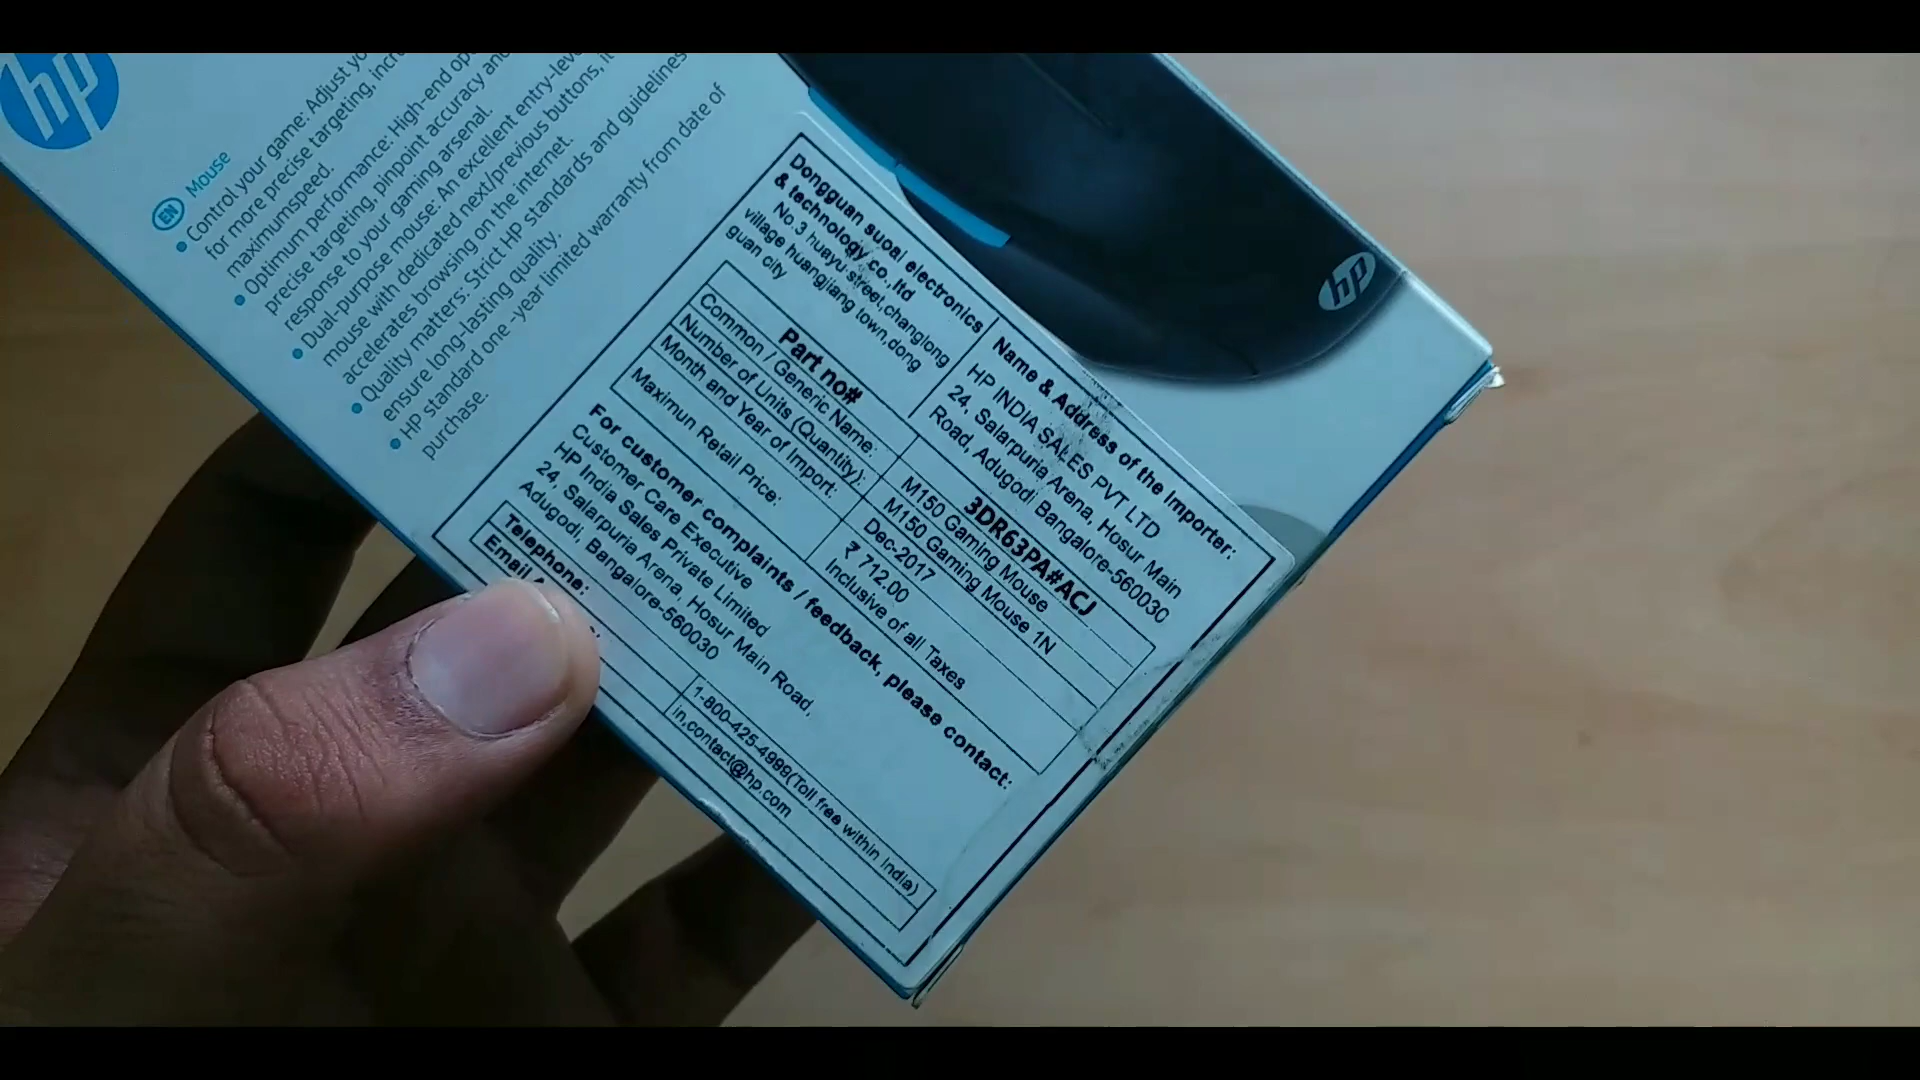 hp
EN Mouse
• Control your game: Adjust yo
for more precise targeting, incre
maximumspeed.
• Optimum performance: High-end op
precise targeting, pinpoint accuracy and
response to your gaming arsenal.
• Dual-purpose mouse: An excellent entry-leve
mouse with dedicated next/previous buttons, it
accelerates browsing on the internet.
• Quality matters: Strict HP standards and guidelines
ensure long-lasting quality.
• HP standard one -year limited warranty from date of
purchase.
hp
Dongguan suoai electronics
& technology co.,ltd
No.3 huayu street,changlong
village huangjiang town,dong
guan city
Name & Address of the Importer:
HP INDIA SALES PVT LTD
24, Salarpuria Arena, Hosur Main
Road, Adugodi Bangalore-560030
Part no# 3DR63PA#ACJ
Common / Generic Name: M150 Gaming Mouse
Number of Units (Quantity): M150 Gaming Mouse 1N
Month and Year of Import: Dec-2017
Maximun Retail Price: ₹ 712.00
Inclusive of all Taxes
For customer complaints / feedback, please contact:
Customer Care Executive
HP India Sales Private Limited
24, Salarpuria Arena, Hosur Main Road,
Adugodi, Bangalore-560030
Telephone: 1-800-425-4999(Toll free within India)
Email in.contact@hp.com